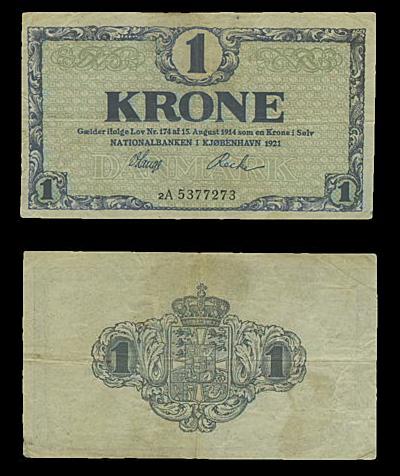 1
KRONE
Gælder ifølge Lov Nr. 174 af 15. August 1914 som en Krone i Sølv
NATIONALBANKEN I KJØBENHAVN 1921
DANMARK
1 1
2A 5377273
1 1